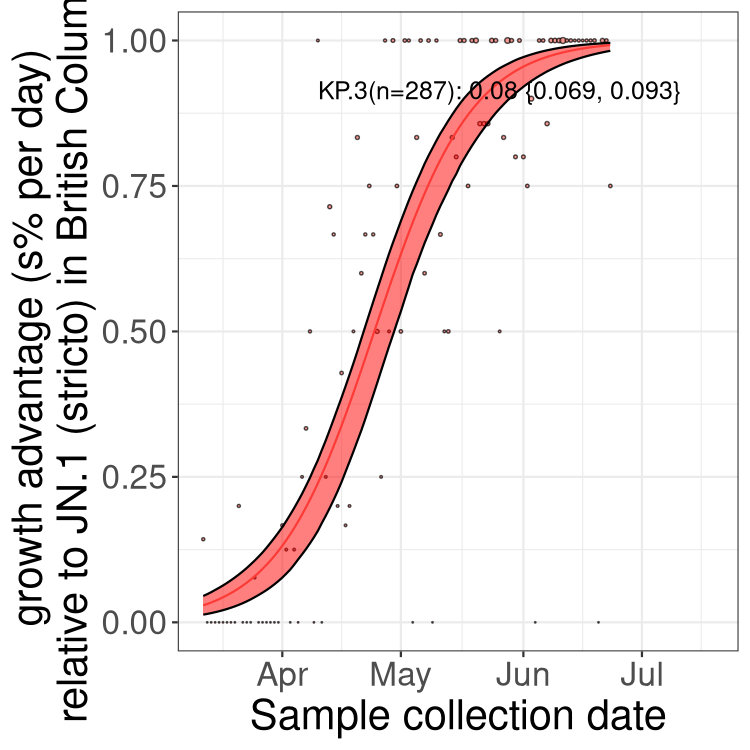 growth advantage (s% per day)
relative to JN.1 (stricto) in British Colum
1.00
0.75
0.50
0.25
0.00
KP.3(n=287): 0.08 {0.069, 0.093}
Apr May Jun Jul
Sample collection date